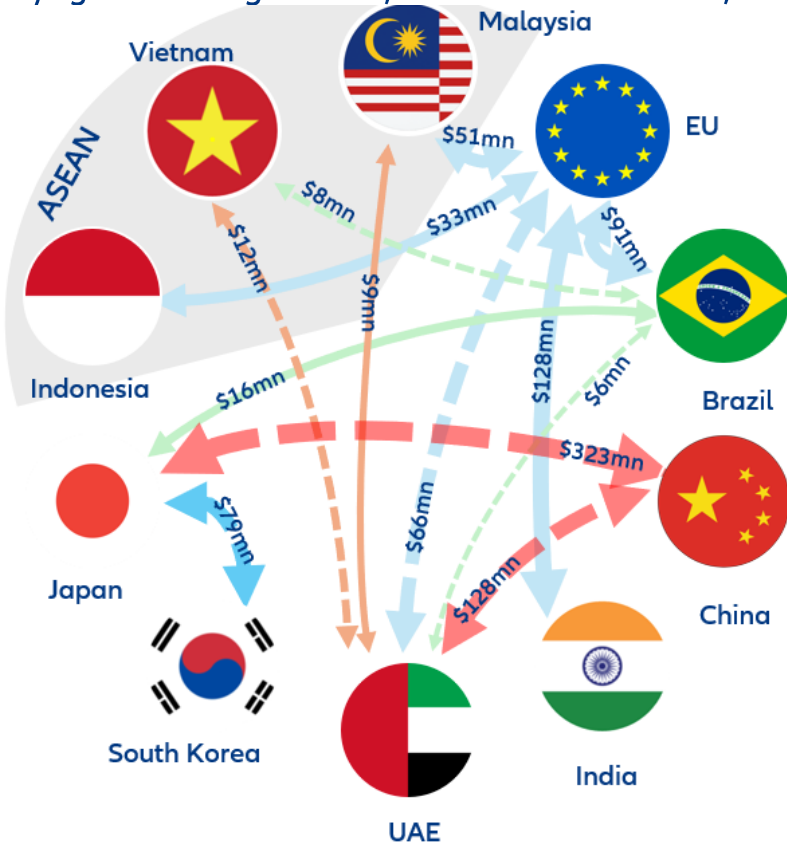 Malaysia
Vietnam
EU
ASEAN
$51mn
$8mn
$33mn
$91mn
$12mn
$9mn
$128mn
Indonesia
$16mn
$6mn
Brazil
$323mn
$66mn
$79mn
$128mn
Japan
China
South Korea
India
UAE